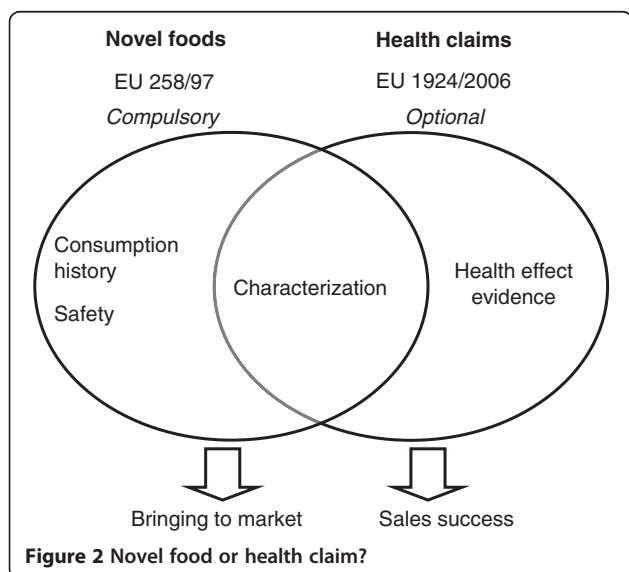 Novel foods
Health claims
EU 258/97
EU 1924/2006
Compulsory
Optional
Consumption
history
Safety
Characterization
Health effect
evidence
Bringing to market
Sales success
Figure 2 Novel food or health claim?